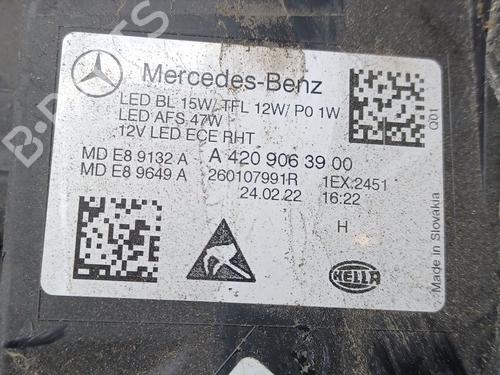 Mercedes-Benz
LED BL 15W/ TFL 12W/ P0 1W
LED AFS 47W
12V LED ECE RHT
MD E8 9132 A A 420 906 39 00
MD E8 9649 A 260107991R 1EX.2451
24.02.22 16:22
H
HELLA
Q01
Made in Slovakia